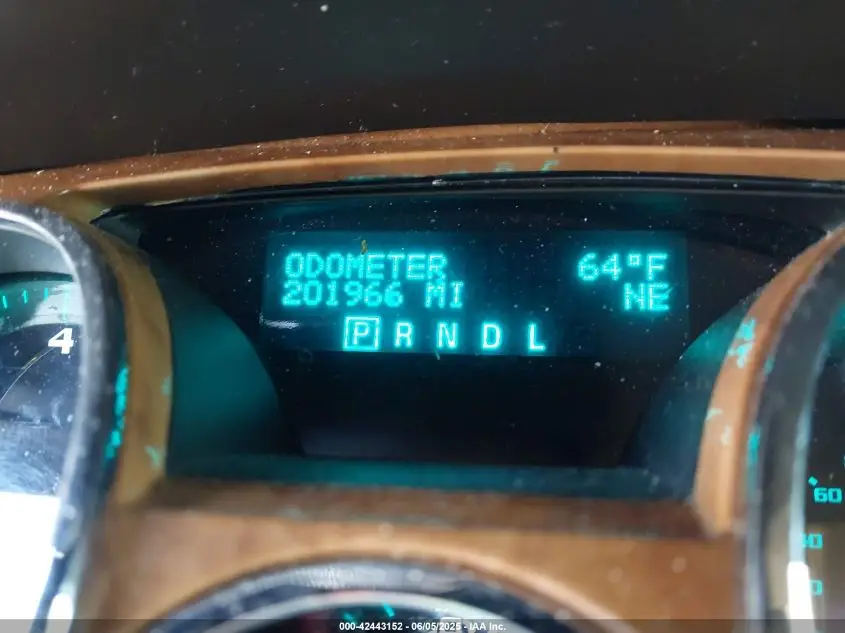 ODOMETER 64°F
201966 MI NE
P R N D L
4
60
000-42443152 - 06/05/2025 - IAA Inc.